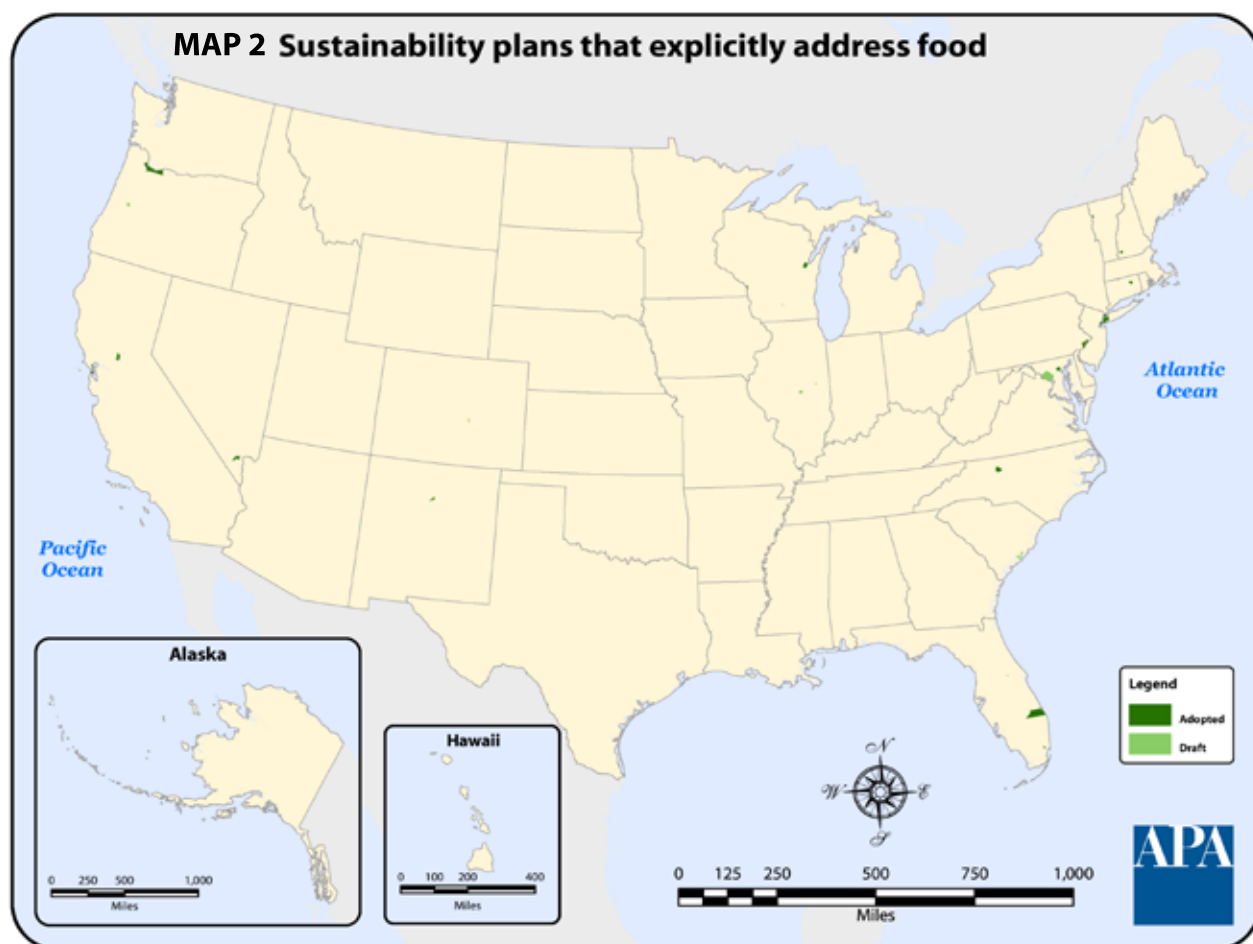 MAP 2 Sustainability plans that explicitly address food
Atlantic
Ocean
Pacific
Ocean
Alaska
0 250 500 1,000
Miles
Hawaii
0 100 200 400
Miles
Legend
Adopted
Draft
N
W E
S
0 125 250 500 750 1,000
Miles
APA